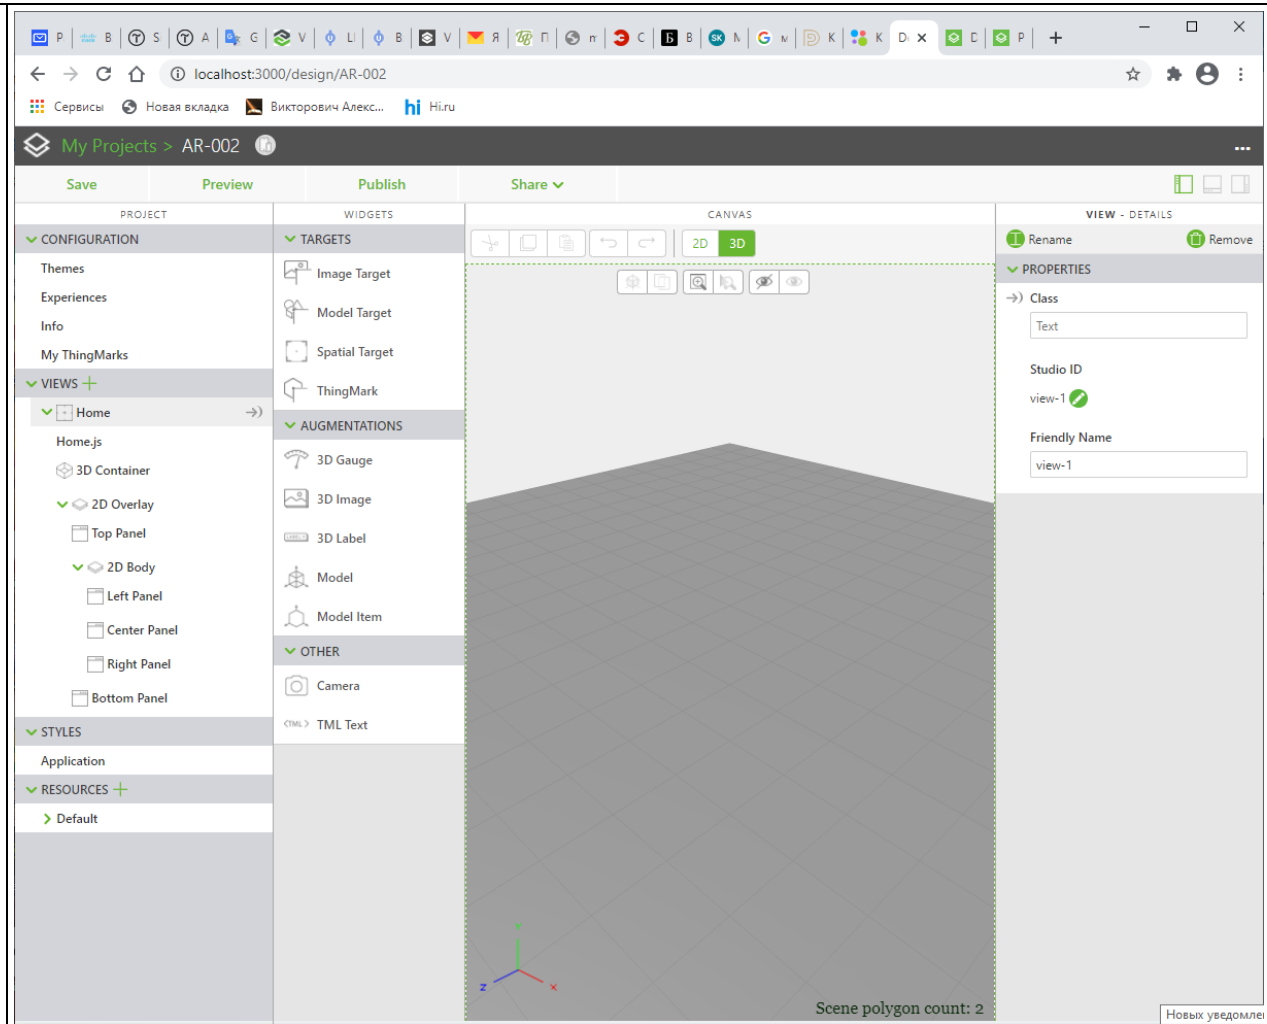 P B S A G V LI B V Я П m C B M G м K K D D P
localhost:3000/design/AR-002
Сервисы Новая вкладка Викторович Алекс... hi Hi.ru
My Projects > AR-002 ...
Save Preview Publish Share
PROJECT WIDGETS CANVAS VIEW - DETAILS
CONFIGURATION
Themes
Experiences
Info
My ThingMarks
VIEWS
Home
Home.js
3D Container
2D Overlay
Top Panel
2D Body
Left Panel
Center Panel
Right Panel
Bottom Panel
STYLES
Application
RESOURCES
Default
TARGETS
Image Target
Model Target
Spatial Target
ThingMark
AUGMENTATIONS
3D Gauge
3D Image
3D Label
Model
Model Item
OTHER
Camera
<TML> TML Text
2D 3D
Y
Z X
Scene polygon count: 2
Rename Remove
PROPERTIES
Class
Text
Studio ID
view-1
Friendly Name
view-1
Новых уведомле